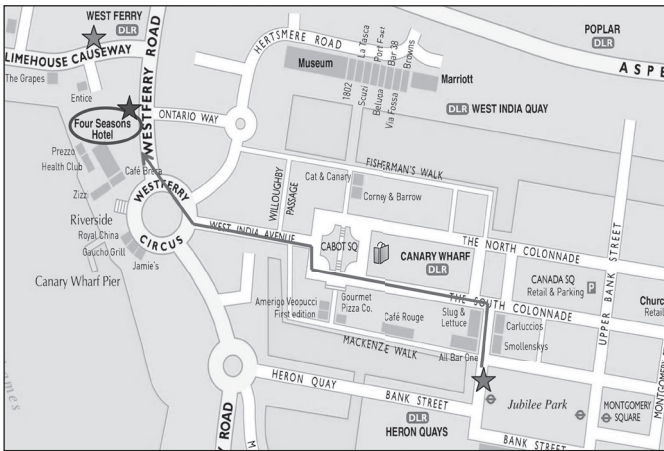 WEST FERRY
DLR
LIMEHOUSE CAUSEWAY
The Grapes
Entice
WESTFERRY ROAD
HERTSMERE ROAD
Museum
1802
La Tasca
Scuzi
Port East
Beluga
Bar 38
Via Fossa
Browns
Marriott
POPLAR
DLR
ASPE
DLR WEST INDIA QUAY
Four Seasons
Hotel
ONTARIO WAY
Prezzo
Health Club
Zizzi
Café Brera
WESTFERRY
CIRCUS
Riverside
Royal China
Gaucho Grill
Jamie's
Canary Wharf Pier
FISHERMAN'S WALK
Cat & Canary
Corney & Barrow
WILLOUGHBY
PASSAGE
WEST INDIA AVENUE
CABOT SQ
CANARY WHARF
DLR
THE NORTH COLONNADE
CANADA SQ
Retail & Parking
P
UPPER BANK STREET
Churc
Retail
THE SOUTH COLONNADE
Amerigo Veopucci
First edition
Gourmet
Pizza Co.
Café Rouge
Slug &
Lettuce
Carluccios
Smollenskys
All Bar One
MACKENZE WALK
HERON QUAY
BANK STREET
DLR
HERON QUAYS
Jubilee Park
MONTGOMERY
SQUARE
MONTGOMERY
BANK STREET
Y ROAD
M
ames